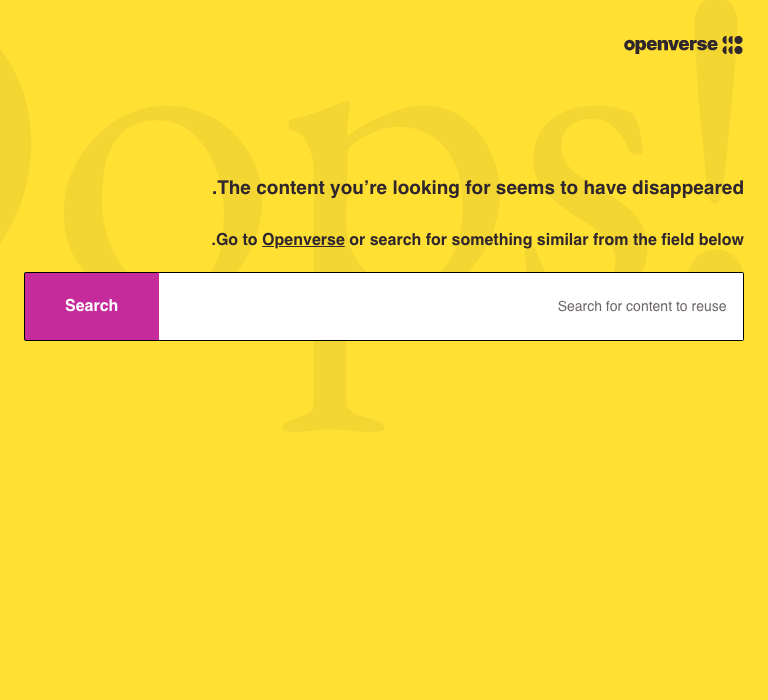 openverse
Oops!
.The content you’re looking for seems to have disappeared
.Go to Openverse or search for something similar from the field below
Search for content to reuse
Search